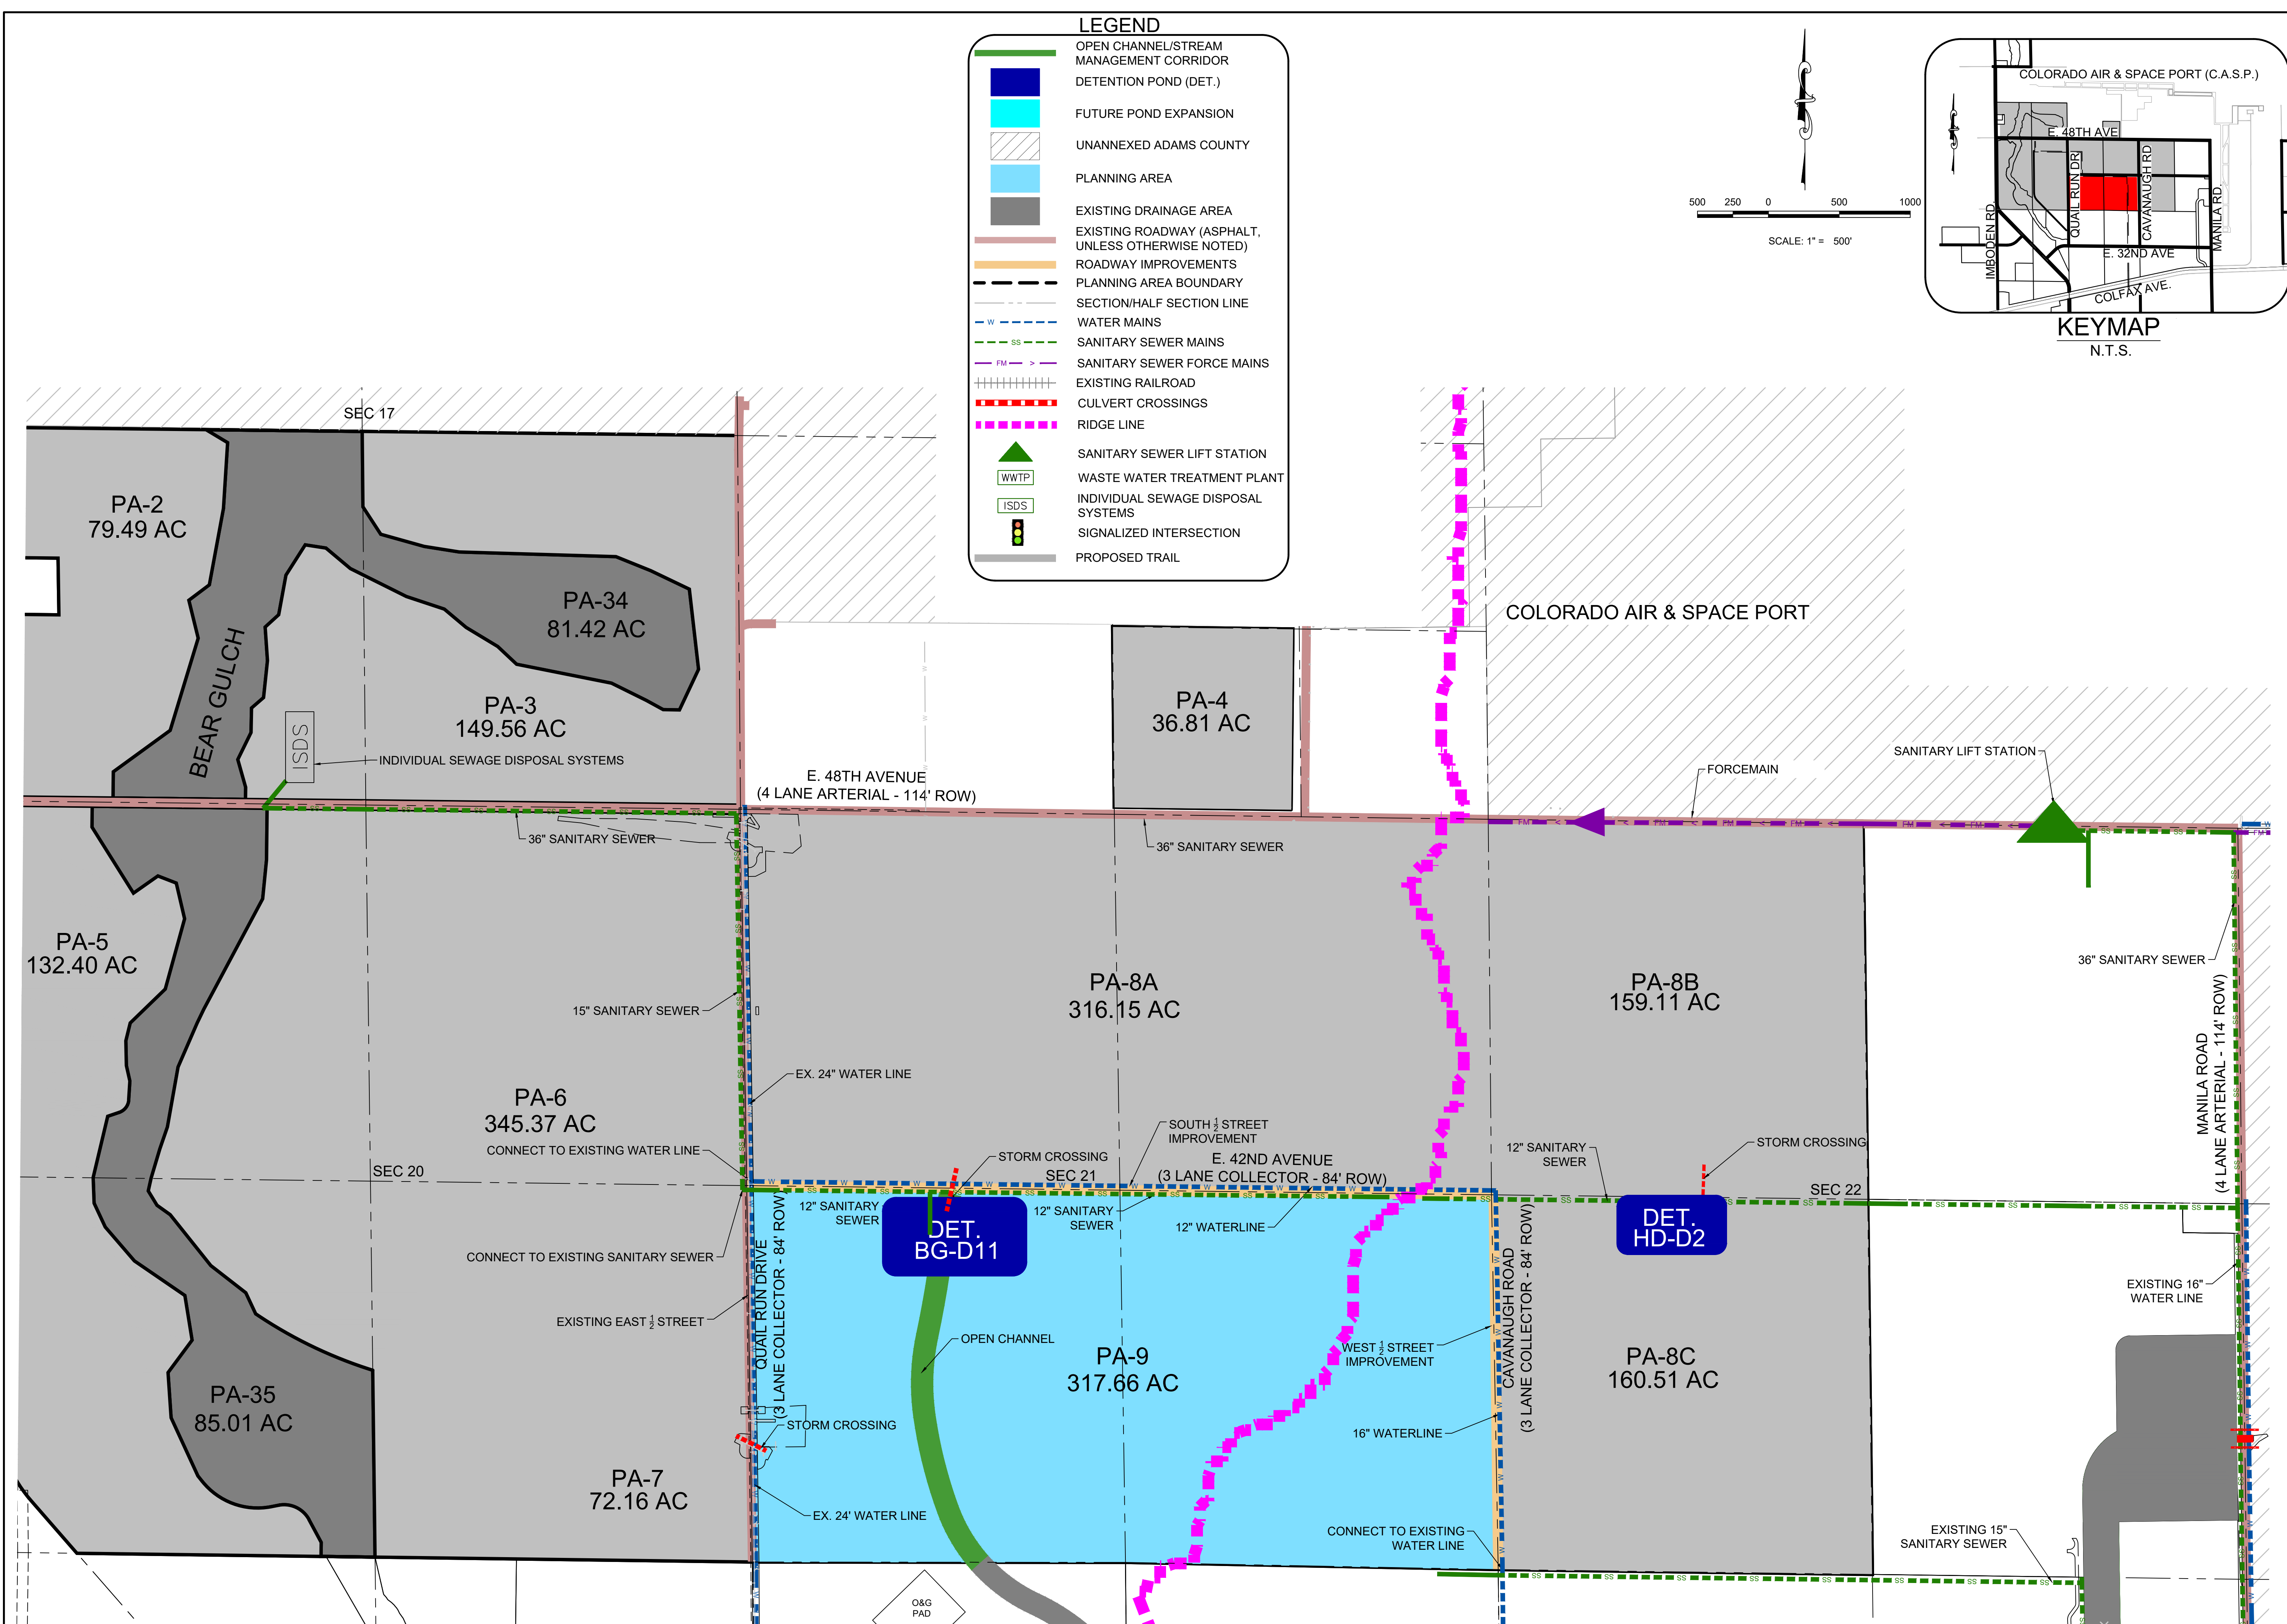 LEGEND
OPEN CHANNEL/STREAM
MANAGEMENT CORRIDOR
DETENTION POND (DET.)
FUTURE POND EXPANSION
UNANNEXED ADAMS COUNTY
PLANNING AREA
EXISTING DRAINAGE AREA
EXISTING ROADWAY (ASPHALT,
UNLESS OTHERWISE NOTED)
ROADWAY IMPROVEMENTS
PLANNING AREA BOUNDARY
SECTION/HALF SECTION LINE
W WATER MAINS
SS SANITARY SEWER MAINS
FM > SANITARY SEWER FORCE MAINS
EXISTING RAILROAD
CULVERT CROSSINGS
RIDGE LINE
SANITARY SEWER LIFT STATION
WWTP WASTE WATER TREATMENT PLANT
INDIVIDUAL SEWAGE DISPOSAL
ISDS
SYSTEMS
SIGNALIZED INTERSECTION
PROPOSED TRAIL
500 250 0 500 1000
SCALE: 1" = 500'
COLORADO AIR & SPACE PORT (C.A.S.P.)
E. 48TH AVE
IMBODEN RD.
QUAIL RUN DR
CAVANAUGH RD
MANILA RD.
E. 32ND AVE
COLFAX AVE.
KEYMAP
N.T.S.
SEC 17
PA-2
79.49 AC
PA-34
81.42 AC
BEAR GULCH
PA-3
149.56 AC
ISDS
INDIVIDUAL SEWAGE DISPOSAL SYSTEMS
PA-4
36.81 AC
COLORADO AIR & SPACE PORT
E. 48TH AVENUE
(4 LANE ARTERIAL - 114' ROW)
SANITARY LIFT STATION
FORCEMAIN
36" SANITARY SEWER
36" SANITARY SEWER
PA-5
132.40 AC
PA-8A
316.15 AC
PA-8B
159.11 AC
36" SANITARY SEWER
MANILA ROAD
(4 LANE ARTERIAL - 114' ROW)
15" SANITARY SEWER
EX. 24" WATER LINE
PA-6
345.37 AC
CONNECT TO EXISTING WATER LINE
SEC 20
SOUTH ½ STREET
IMPROVEMENT
STORM CROSSING
E. 42ND AVENUE
SEC 21
(3 LANE COLLECTOR - 84' ROW)
12" SANITARY
SEWER
STORM CROSSING
SEC 22
12" SANITARY
SEWER
12" SANITARY
SEWER
12" WATERLINE
DET.
BG-D11
DET.
HD-D2
CONNECT TO EXISTING SANITARY SEWER
QUAIL RUN DRIVE
(3 LANE COLLECTOR - 84' ROW)
CAVANAUGH ROAD
(3 LANE COLLECTOR - 84' ROW)
EXISTING 16"
WATER LINE
EXISTING EAST ½ STREET
OPEN CHANNEL
WEST ½ STREET
IMPROVEMENT
PA-9
317.66 AC
PA-8C
160.51 AC
PA-35
85.01 AC
STORM CROSSING
16" WATERLINE
PA-7
72.16 AC
EX. 24' WATER LINE
CONNECT TO EXISTING
WATER LINE
EXISTING 15"
SANITARY SEWER
O&G
PAD